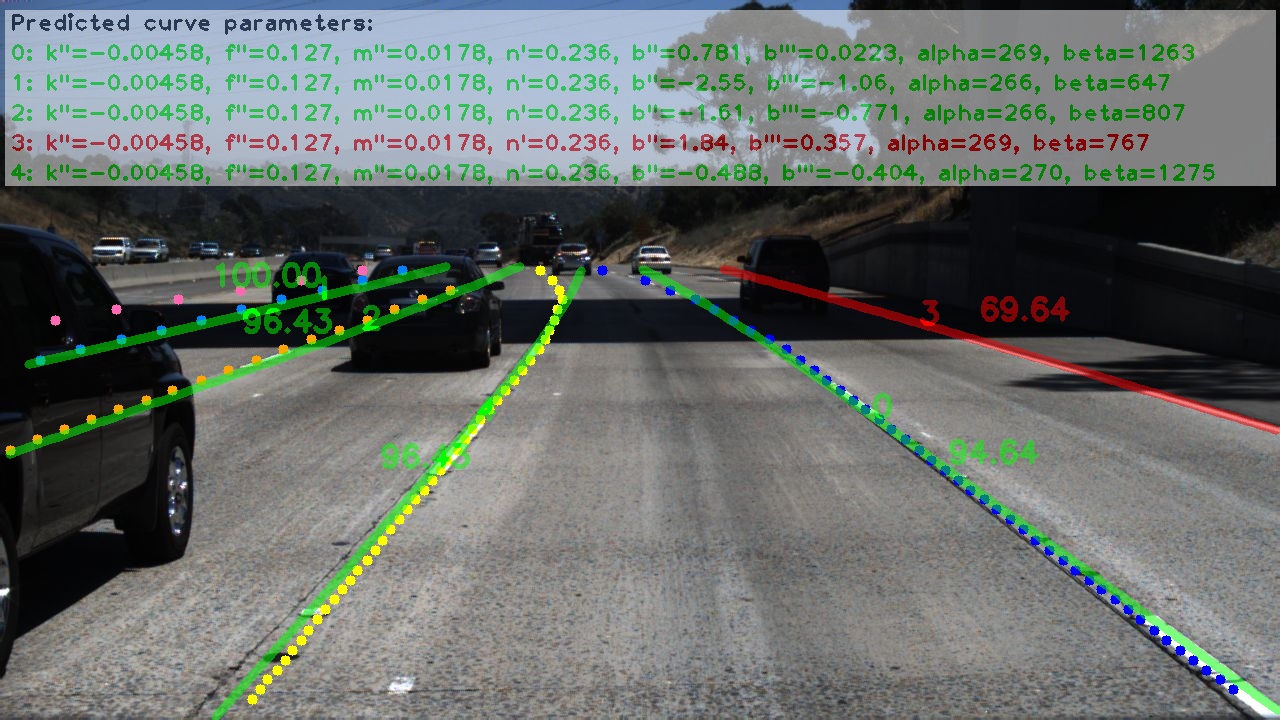 Predicted curve parameters:
0: k''=-0.00458, f''=0.127, m''=0.0178, n'=0.236, b''=0.781, b'''=0.0223, alpha=269, beta=1263
1: k''=-0.00458, f''=0.127, m''=0.0178, n'=0.236, b''=-2.55, b'''=-1.06, alpha=266, beta=647
2: k''=-0.00458, f''=0.127, m''=0.0178, n'=0.236, b''=-1.61, b'''=-0.771, alpha=266, beta=807
3: k''=-0.00458, f''=0.127, m''=0.0178, n'=0.236, b''=1.84, b'''=0.357, alpha=269, beta=767
4: k''=-0.00458, f''=0.127, m''=0.0178, n'=0.236, b''=-0.488, b'''=-0.404, alpha=270, beta=1275
100.00 1
96.43 2
3 69.64
0
96.43
94.64